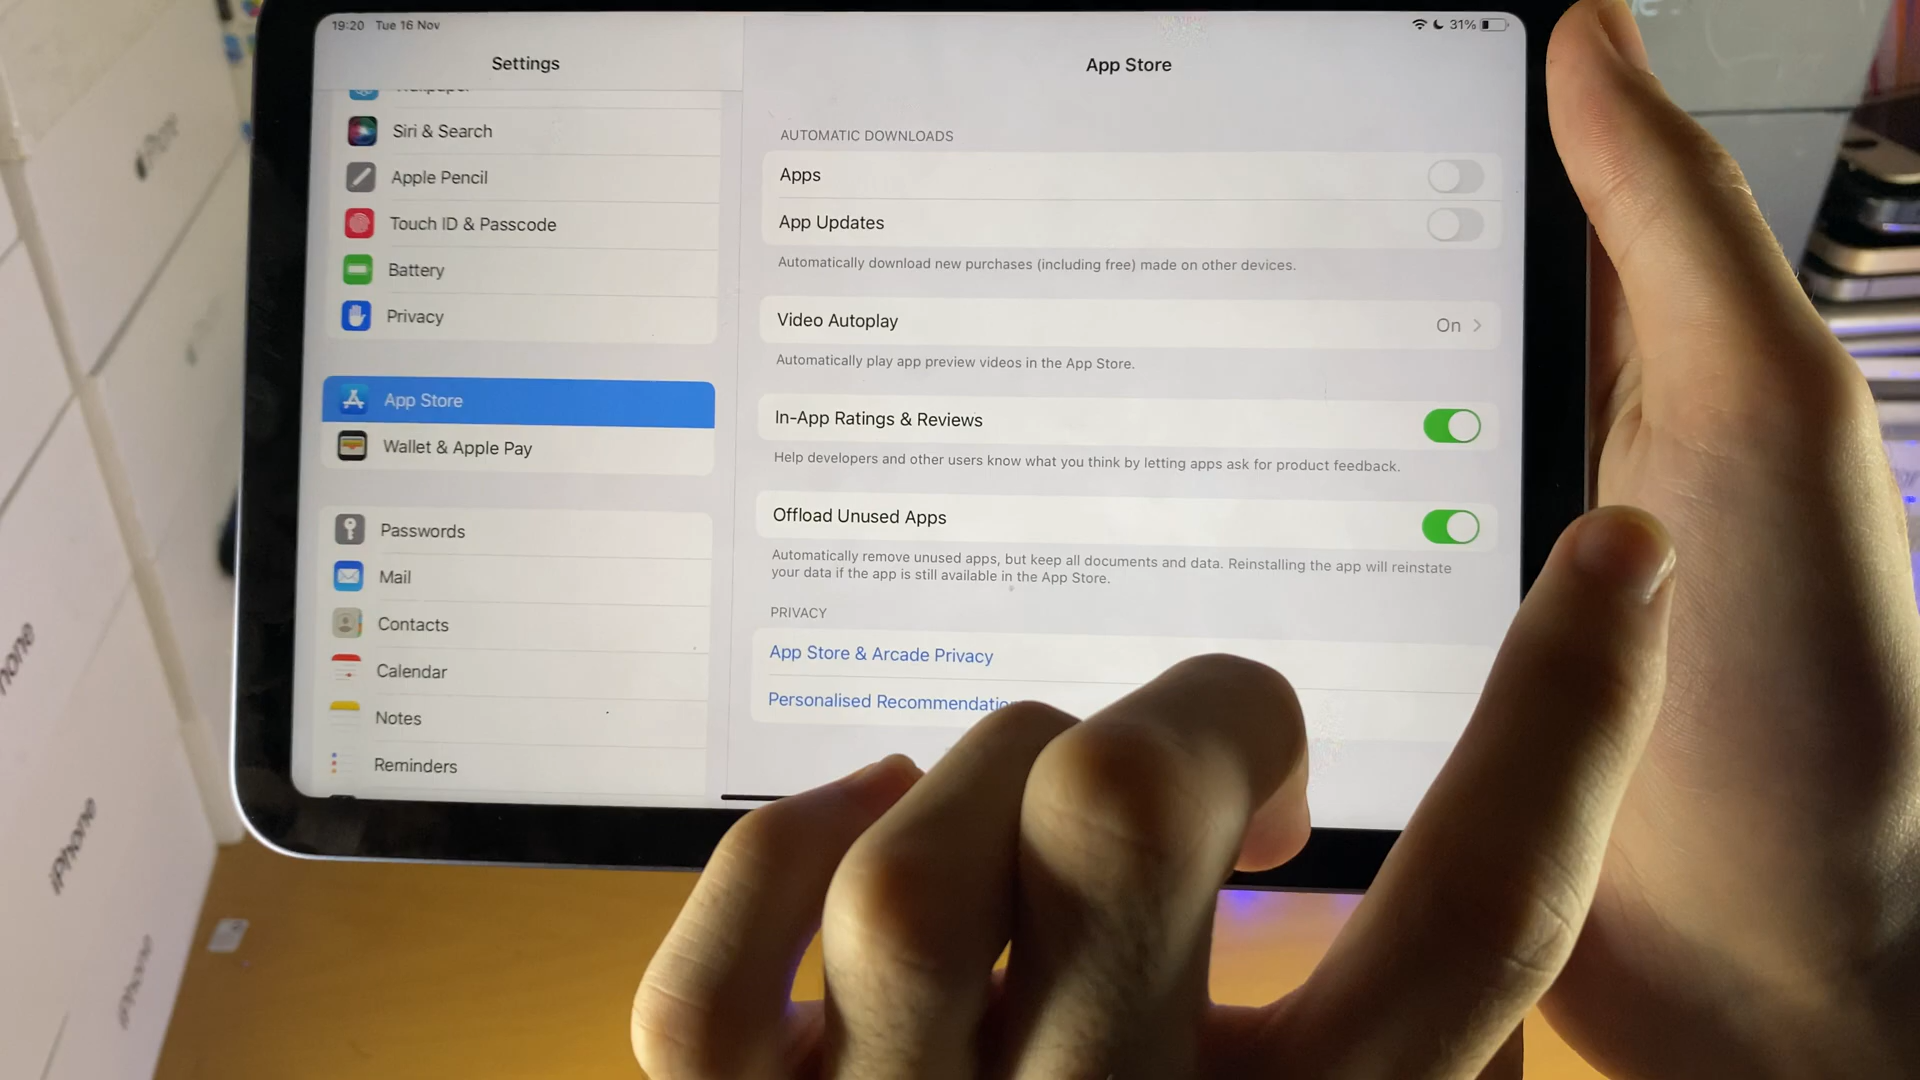 19:20 Tue 16 Nov
31%
Settings
Siri & Search
Apple Pencil
Touch ID & Passcode
Battery
Privacy
App Store
Wallet & Apple Pay
Passwords
Mail
Contacts
Calendar
Notes
Reminders
App Store
AUTOMATIC DOWNLOADS
Apps
App Updates
Automatically download new purchases (including free) made on other devices.
Video Autoplay On
Automatically play app preview videos in the App Store.
In-App Ratings & Reviews
Help developers and other users know what you think by letting apps ask for product feedback.
Offload Unused Apps
Automatically remove unused apps, but keep all documents and data. Reinstalling the app will reinstate
your data if the app is still available in the App Store.
PRIVACY
App Store & Arcade Privacy
Personalised
iPhone
iPhone